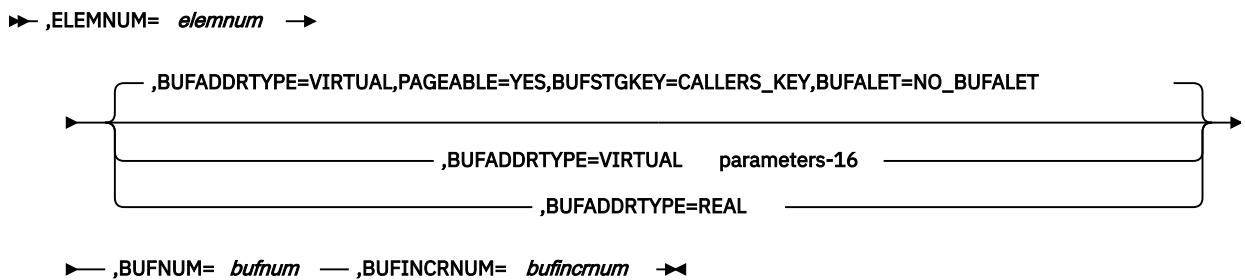 ,ELEMNUM= elemnum
,BUFADDRTYPE=VIRTUAL,PAGEABLE=YES,BUFSTGKEY=CALLERS_KEY,BUFALET=NO_BUFALET
,BUFADDRTYPE=VIRTUAL parameters-16
,BUFADDRTYPE=REAL
,BUFNUM= bufnum ,BUFINCRNUM= bufincrnum